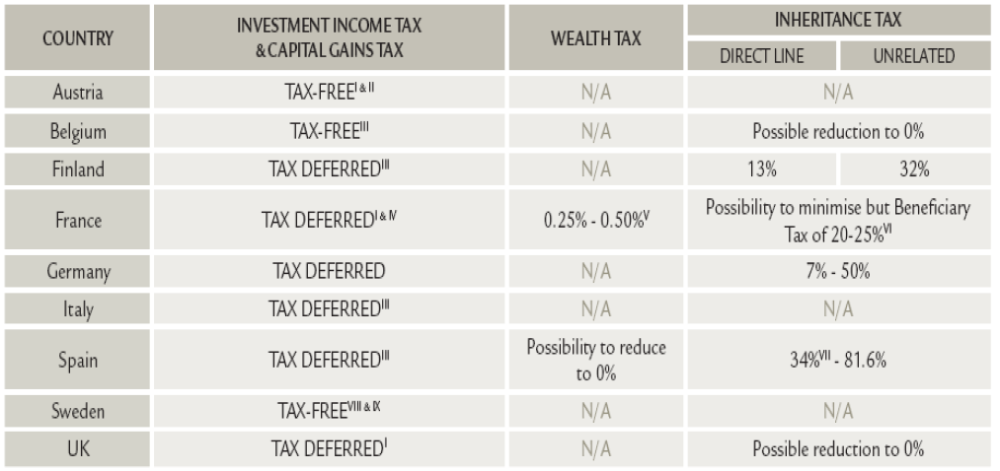 COUNTRY
INVESTMENT INCOME TAX
& CAPITAL GAINS TAX
WEALTH TAX
INHERITANCE TAX
DIRECT LINE
UNRELATED
Austria
TAX-FREE^I & II
N/A
N/A
Belgium
TAX-FREE^III
N/A
Possible reduction to 0%
Finland
TAX DEFERRED^III
N/A
13%
32%
France
TAX DEFERRED^I & IV
0.25% - 0.50%^V
Possibility to minimise but Beneficiary
Tax of 20-25%^VI
Germany
TAX DEFERRED
N/A
7% - 50%
Italy
TAX DEFERRED^III
N/A
N/A
Spain
TAX DEFERRED^III
Possibility to reduce
to 0%
34%^VII - 81.6%
Sweden
TAX-FREE^VIII & IX
N/A
N/A
UK
TAX DEFERRED^I
N/A
Possible reduction to 0%